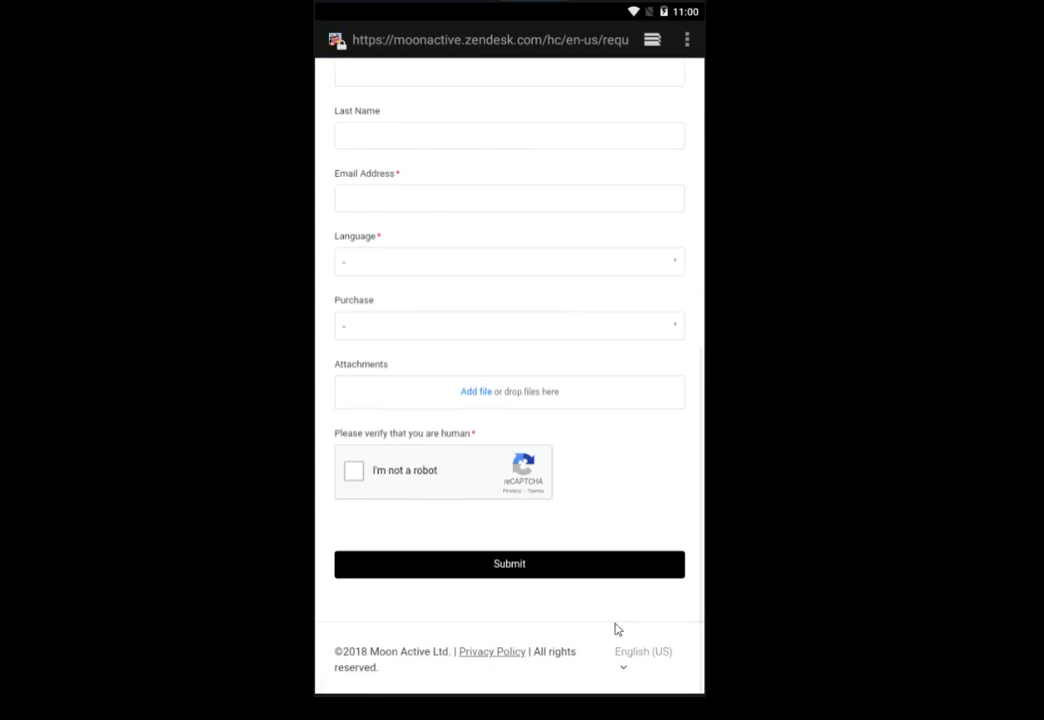 11:00
https://moonactive.zendesk.com/hc/en-us/requ
Last Name
Email Address*
Language*
-
Purchase
-
Attachments
Add file or drop files here
Please verify that you are human*
I'm not a robot
reCAPTCHA
Privacy - Terms
Submit
©2018 Moon Active Ltd. | Privacy Policy | All rights
reserved.
English (US)